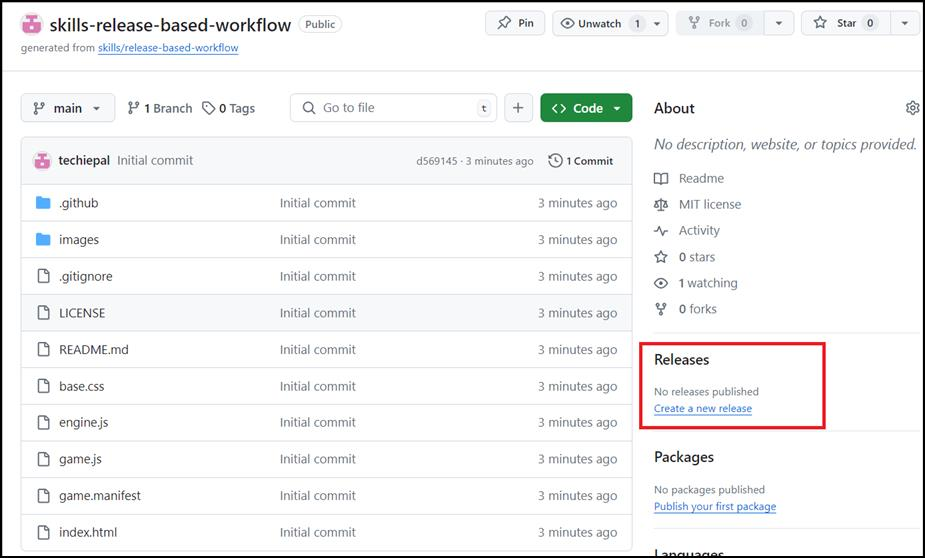 skills-release-based-workflow Public
Pin Unwatch 1 Fork 0 Star 0
generated from skills/release-based-workflow
main 1 Branch 0 Tags Go to file t Code
techiepal Initial commit d569145 · 3 minutes ago 1 Commit
.github Initial commit 3 minutes ago
images Initial commit 3 minutes ago
.gitignore Initial commit 3 minutes ago
LICENSE Initial commit 3 minutes ago
README.md Initial commit 3 minutes ago
base.css Initial commit 3 minutes ago
engine.js Initial commit 3 minutes ago
game.js Initial commit 3 minutes ago
game.manifest Initial commit 3 minutes ago
index.html Initial commit 3 minutes ago
About
No description, website, or topics provided.
Readme
MIT license
Activity
0 stars
1 watching
0 forks
Releases
No releases published
Create a new release
Packages
No packages published
Publish your first package
Languages